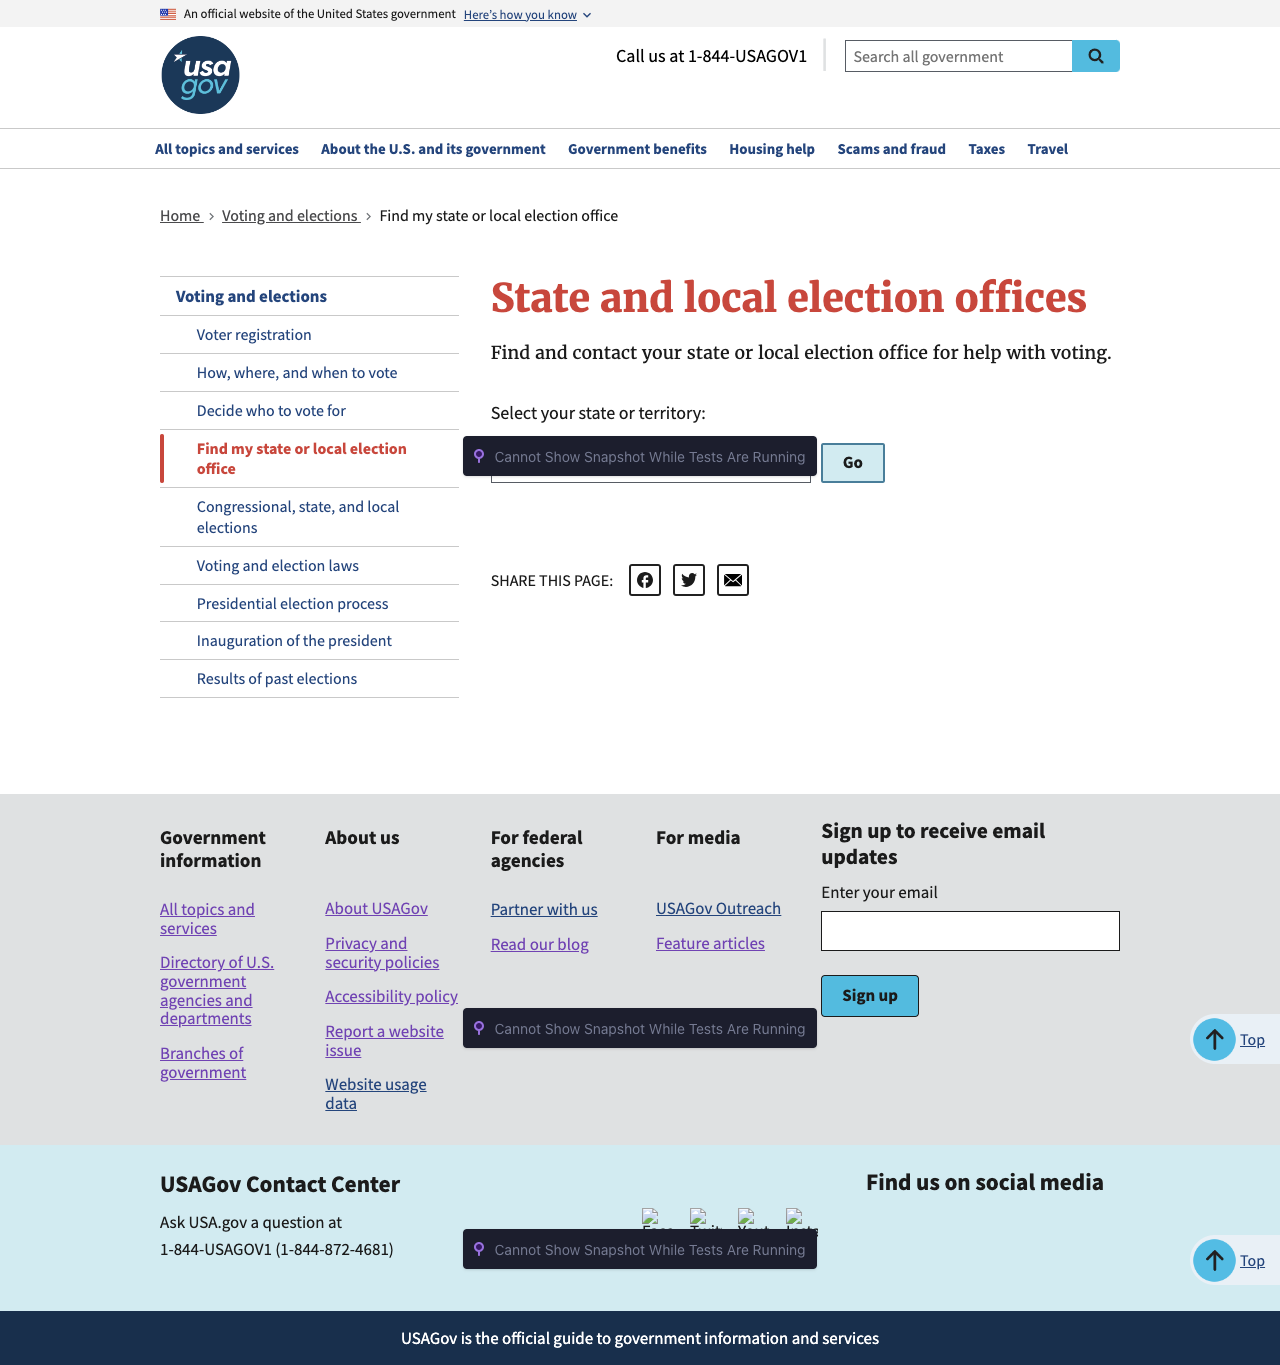 An official website of the United States government Here's how you know
usa
gov
Call us at 1-844-USAGOV1
Search all government
All topics and services About the U.S. and its government Government benefits Housing help Scams and fraud Taxes Travel
Home > Voting and elections > Find my state or local election office
Voting and elections
Voter registration
How, where, and when to vote
Decide who to vote for
Find my state or local election
office
Congressional, state, and local
elections
Voting and election laws
Presidential election process
Inauguration of the president
Results of past elections
State and local election offices
Find and contact your state or local election office for help with voting.
Select your state or territory:
Cannot Show Snapshot While Tests Are Running
Go
SHARE THIS PAGE:
Government
information
All topics and
services
Directory of U.S.
government
agencies and
departments
Branches of
government
About us
About USAGov
Privacy and
security policies
Accessibility policy
Report a website
issue
Website usage
data
For federal
agencies
Partner with us
Read our blog
For media
USAGov Outreach
Feature articles
Cannot Show Snapshot While Tests Are Running
Sign up to receive email
updates
Enter your email
Sign up
Top
USAGov Contact Center
Ask USA.gov a question at
1-844-USAGOV1 (1-844-872-4681)
Find us on social media
Cannot Show Snapshot While Tests Are Running
Top
USAGov is the official guide to government information and services